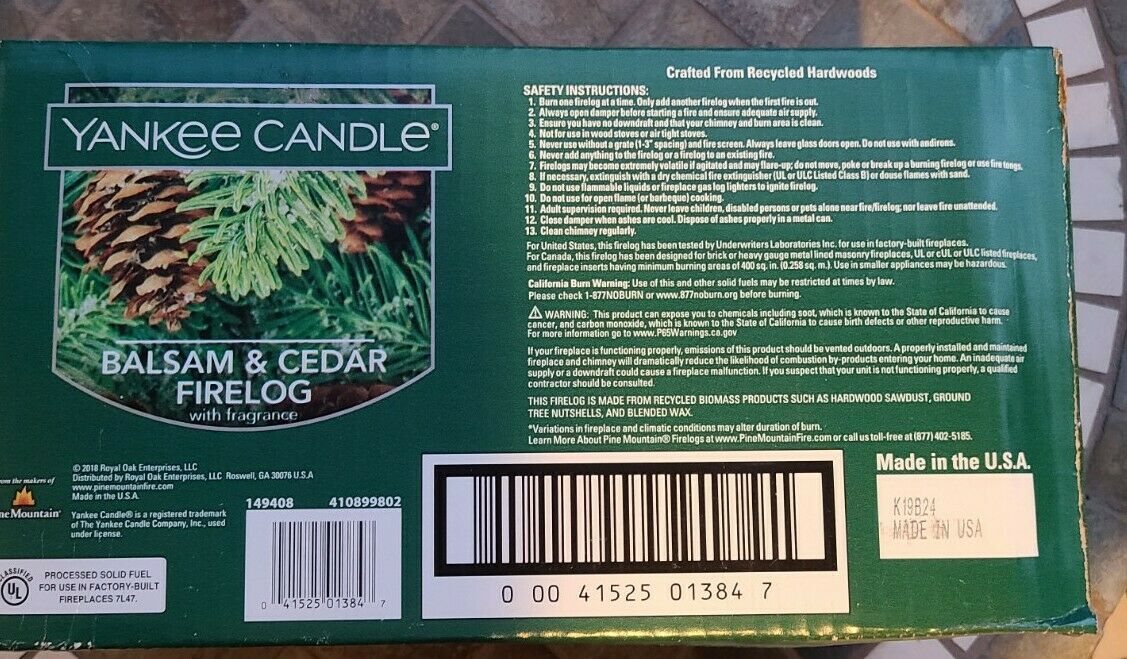 YANKee CANDLe®
BALSAM & CEDAR
FIRELOG
with fragrance
© 2018 Royal Oak Enterprises, LLC
Distributed by Royal Oak Enterprises, LLC Roswell, GA 30076 U.S.A
www.pinemountainfire.com
Made in the U.S.A.
Yankee Candle® is a registered trademark
of The Yankee Candle Company, Inc., used
under license.
the makers of
Mountain®
UL
PROCESSED SOLID FUEL
FOR USE IN FACTORY-BUILT
FIREPLACES 7L47.
149408 410899802
0 41525 01384 7
Crafted From Recycled Hardwoods
SAFETY INSTRUCTIONS:
1. Burn one firelog at a time. Only add another firelog when the first fire is out.
2. Always open damper before starting a fire and ensure adequate air supply.
3. Ensure you have no downdraft and that your chimney and burn area is clean.
4. Not for use in wood stoves or air tight stoves.
5. Never use without a grate (1-3" spacing) and fire screen. Always leave glass doors open. Do not use with andirons.
6. Never add anything to the firelog or a firelog to an existing fire.
7. Firelogs may become extremely volatile if agitated and may flare-up; do not move, poke or break up a burning firelog or use fire tongs.
8. If necessary, extinguish with a dry chemical fire extinguisher (UL or ULC Listed Class B) or douse flames with sand.
9. Do not use flammable liquids or fireplace gas log lighters to ignite firelog.
10. Do not use for open flame (or barbeque) cooking.
11. Adult supervision required. Never leave children, disabled persons or pets alone near fire/firelog; nor leave fire unattended.
12. Close damper when ashes are cool. Dispose of ashes properly in a metal can.
13. Clean chimney regularly.
For United States, this firelog has been tested by Underwriters Laboratories Inc. for use in factory-built fireplaces.
For Canada, this firelog has been designed for brick or heavy gauge metal lined masonry fireplaces, UL or cUL or ULC listed fireplaces,
and fireplace inserts having minimum burning areas of 400 sq. in. (0.258 sq. m.). Use in smaller appliances may be hazardous.
California Burn Warning: Use of this and other solid fuels may be restricted at times by law.
Please check 1-877NOBURN or www.877noburn.org before burning.
⚠ WARNING: This product can expose you to chemicals including soot, which is known to the State of California to cause
cancer, and carbon monoxide, which is known to the State of California to cause birth defects or other reproductive harm.
For more information go to www.P65Warnings.ca.gov
If your fireplace is functioning properly, emissions of this product should be vented outdoors. A properly installed and maintained
fireplace and chimney will dramatically reduce the likelihood of combustion by-products entering your home. An inadequate air
supply or a downdraft could cause a fireplace malfunction. If you suspect that your unit is not functioning properly, a qualified
contractor should be consulted.
THIS FIRELOG IS MADE FROM RECYCLED BIOMASS PRODUCTS SUCH AS HARDWOOD SAWDUST, GROUND
TREE NUTSHELLS, AND BLENDED WAX.
*Variations in fireplace and climatic conditions may alter duration of burn.
Learn More About Pine Mountain® Firelogs at www.PineMountainFire.com or call us toll-free at (877) 402-5185.
0 00 41525 01384 7
Made in the U.S.A.
K19B24
MADE IN USA